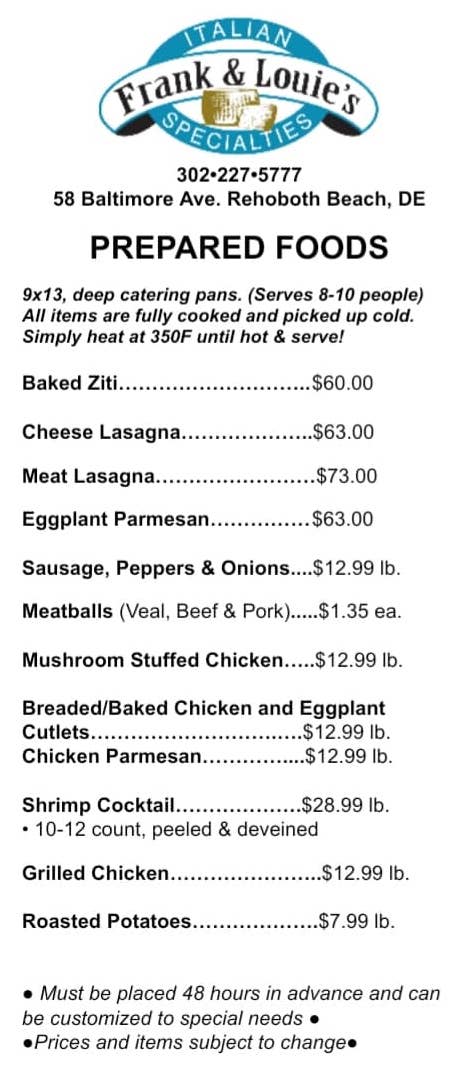 ITALIAN
Frank & Louie's
SPECIALTIES
302•227•5777
58 Baltimore Ave. Rehoboth Beach, DE
PREPARED FOODS
9x13, deep catering pans. (Serves 8-10 people)
All items are fully cooked and picked up cold.
Simply heat at 350F until hot & serve!
Baked Ziti…………………………$60.00
Cheese Lasagna………………..$63.00
Meat Lasagna……………………$73.00
Eggplant Parmesan……………$63.00
Sausage, Peppers & Onions....$12.99 lb.
Meatballs (Veal, Beef & Pork).....$1.35 ea.
Mushroom Stuffed Chicken…..$12.99 lb.
Breaded/Baked Chicken and Eggplant
Cutlets……………………….….$12.99 lb.
Chicken Parmesan…………....$12.99 lb.
Shrimp Cocktail……………….$28.99 lb.
• 10-12 count, peeled & deveined
Grilled Chicken…………………..$12.99 lb.
Roasted Potatoes……………….$7.99 lb.
● Must be placed 48 hours in advance and can
be customized to special needs ●
●Prices and items subject to change●